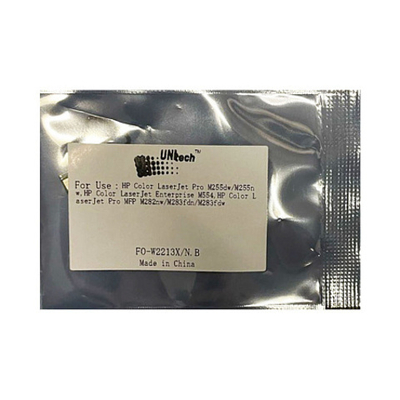 UNItech™
For Use：HP Color LaserJet Pro M255dw/M255n
w,HP Color LaserJet Enterprise M554,HP Color L
aserJet Pro MFP M282nw/M283fdn/M283fdw
FO-W2213X/N.B
Made in China